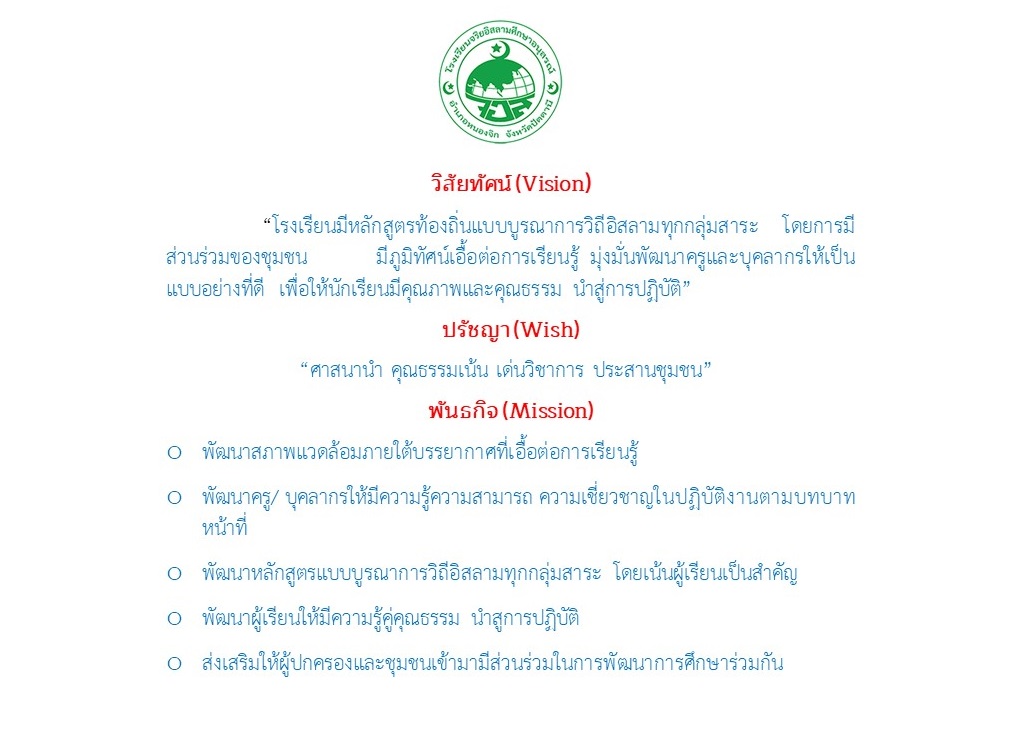 โรงเรียนจริยอิสลามศึกษาอนุสรณ์
จอส
อำเภอหนองจิก จังหวัดปัตตานี
วิสัยทัศน์ (Vision)
“โรงเรียนมีหลักสูตรท้องถิ่นแบบบูรณาการวิถีอิสลามทุกกลุ่มสาระ โดยการมี
ส่วนร่วมของชุมชน มีภูมิทัศน์เอื้อต่อการเรียนรู้ มุ่งมั่นพัฒนาครูและบุคลากรให้เป็น
แบบอย่างที่ดี เพื่อให้นักเรียนมีคุณภาพและคุณธรรม นำสู่การปฏิบัติ”
ปรัชญา (Wish)
“ศาสนานำ คุณธรรมเน้น เด่นวิชาการ ประสานชุมชน”
พันธกิจ (Mission)
o พัฒนาสภาพแวดล้อมภายใต้บรรยากาศที่เอื้อต่อการเรียนรู้
o พัฒนาครู/ บุคลากรให้มีความรู้ความสามารถ ความเชี่ยวชาญในปฏิบัติงานตามบทบาท
หน้าที่
o พัฒนาหลักสูตรแบบบูรณาการวิถีอิสลามทุกกลุ่มสาระ โดยเน้นผู้เรียนเป็นสำคัญ
o พัฒนาผู้เรียนให้มีความรู้คู่คุณธรรม นำสูการปฏิบัติ
o ส่งเสริมให้ผู้ปกครองและชุมชนเข้ามามีส่วนร่วมในการพัฒนาการศึกษาร่วมกัน